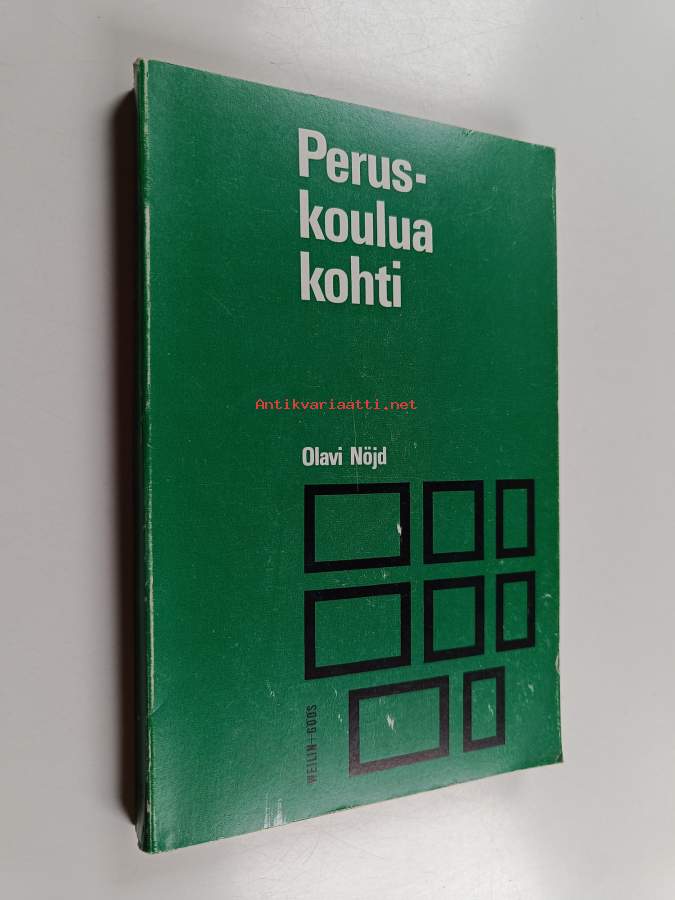 Perus-
koulua
kohti
Antikvariaatti.net
Olavi Nöjd
WEILIN+GÖÖS